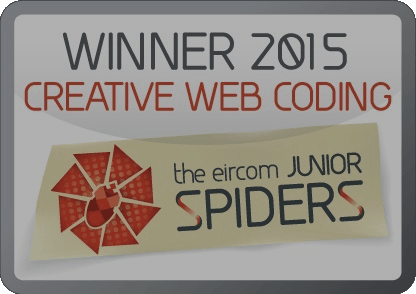 WINNER 2015
CREATIVE WEB CODING
the eircom JUNIOR
SPIDERS